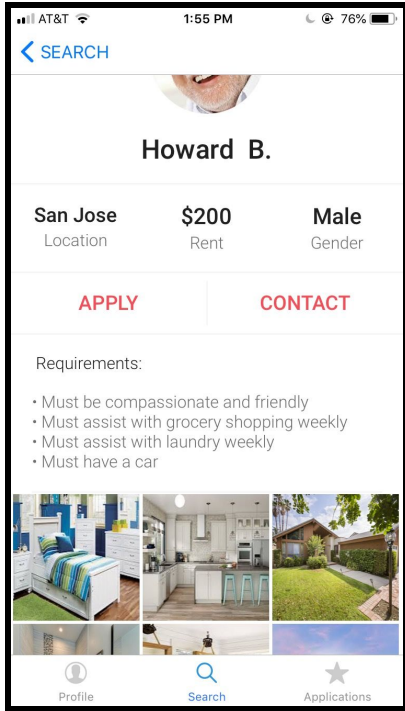 AT&T 1:55 PM 76%
SEARCH
Howard B.
San Jose $200 Male
Location Rent Gender
APPLY CONTACT
Requirements:
• Must be compassionate and friendly
• Must assist with grocery shopping weekly
• Must assist with laundry weekly
• Must have a car
Profile Search Applications